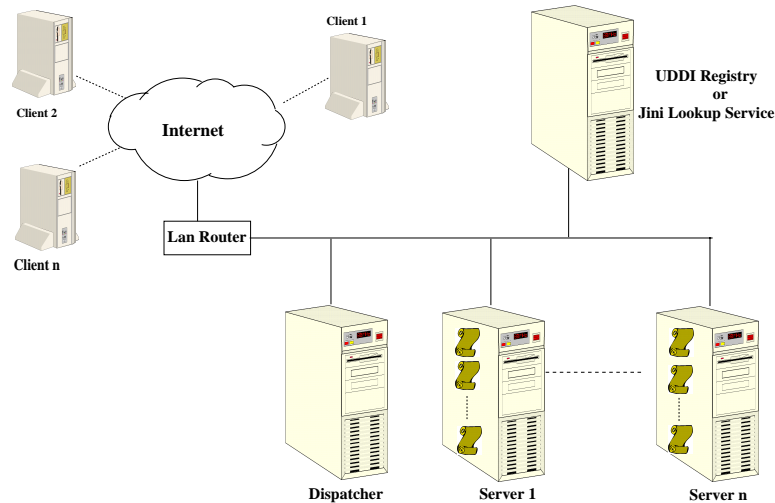 Client 1
Client 2
Internet
UDDI Registry
or
Jini Lookup Service
Lan Router
Client n
Dispatcher
Server 1
Server n